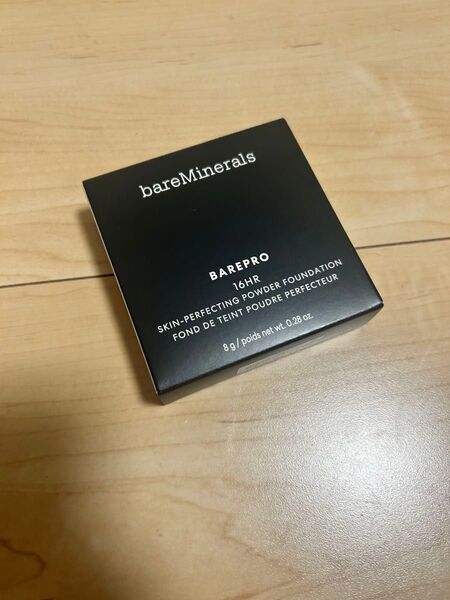 bareMinerals
BAREPRO
16HR
SKIN-PERFECTING POWDER FOUNDATION
FOND DE TEINT POUDRE PERFECTEUR
8 g / poids net wt. 0.28 oz.